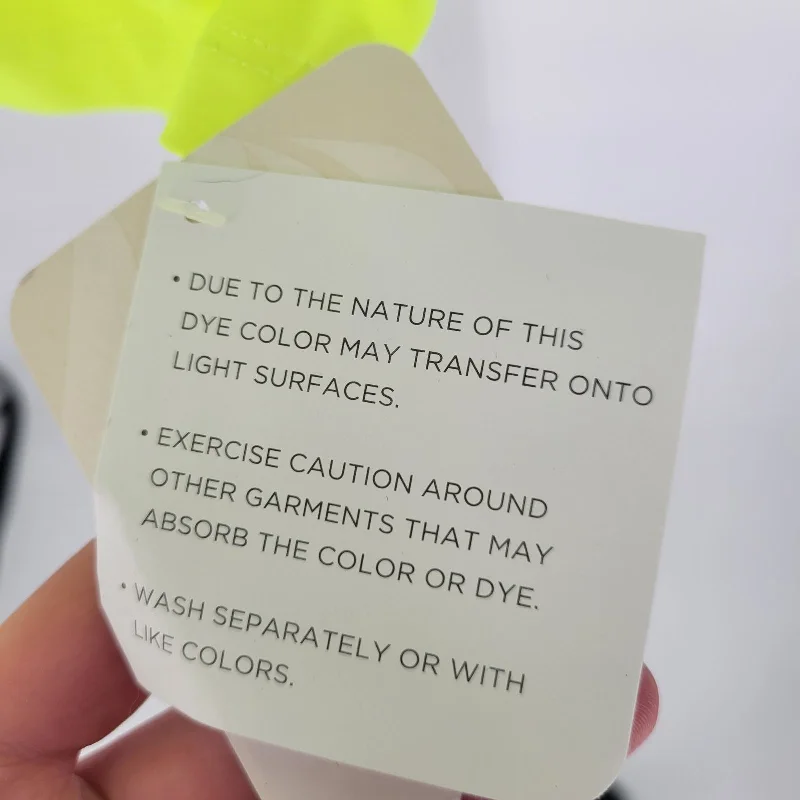 • DUE TO THE NATURE OF THIS
DYE COLOR MAY TRANSFER ONTO
LIGHT SURFACES.
• EXERCISE CAUTION AROUND
OTHER GARMENTS THAT MAY
ABSORB THE COLOR OR DYE.
• WASH SEPARATELY OR WITH
LIKE COLORS.